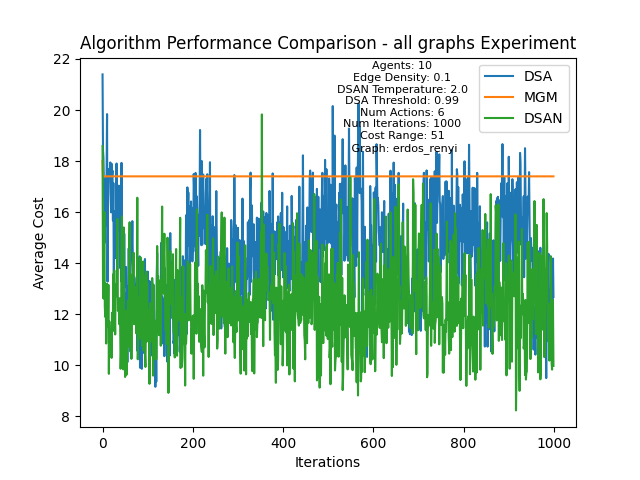 Algorithm Performance Comparison - all graphs Experiment
Agents: 10
Edge Density: 0.1
DSAN Temperature: 2.0
DSA Threshold: 0.99
Num Actions: 6
Num Iterations: 1000
Cost Range: 51
Graph: erdos_renyi
DSA
MGM
DSAN
Average Cost
22
20
18
16
14
12
10
8
0
200
400
600
800
1000
Iterations